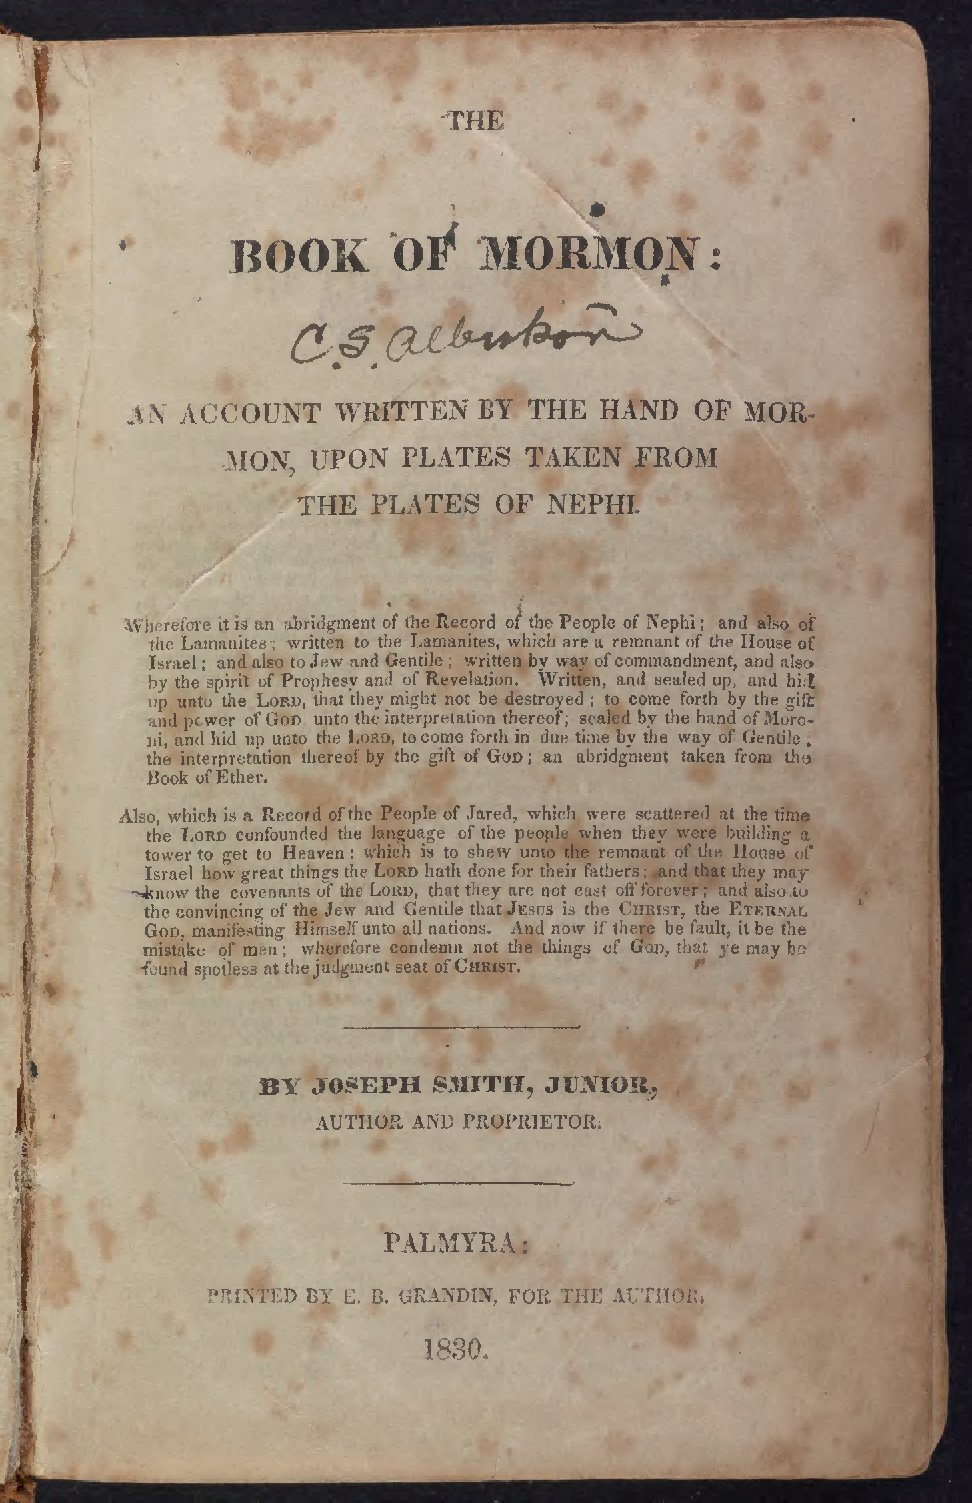 THE
BOOK OF MORMON:
C. S.
AN ACCOUNT WRITTEN BY THE HAND OF MOR-
MON, UPON PLATES TAKEN FROM
THE PLATES OF NEPHI.
Wherefore it is an abridgment of the Record of the People of Nephi; and also of
the Lamanites; written to the Lamanites, which are a remnant of the House of
Israel; and also to Jew and Gentile; written by way of commandment, and also
by the spirit of Prophesy and of Revelation. Written, and sealed up, and hid
up unto the LORD, that they might not be destroyed; to come forth by the gift
and power of GOD unto the interpretation thereof; sealed by the hand of Moro-
ni, and hid up unto the LORD, to come forth in due time by the way of Gentile;
the interpretation thereof by the gift of GOD; an abridgment taken from the
Book of Ether.
Also, which is a Record of the People of Jared, which were scattered at the time
the LORD confounded the language of the people when they were building a
tower to get to Heaven: which is to shew unto the remnant of the House of
Israel how great things the LORD hath done for their fathers; and that they may
know the covenants of the LORD, that they are not cast off forever; and also to
the convincing of the Jew and Gentile that JESUS is the CHRIST, the ETERNAL
GOD, manifesting Himself unto all nations. And now if there be fault, it be the
mistake of men; wherefore condemn not the things of GOD, that ye may be
found spotless at the judgment seat of CHRIST.
BY JOSEPH SMITH, JUNIOR,
AUTHOR AND PROPRIETOR.
PALMYRA:
PRINTED BY E. B. GRANDIN, FOR THE AUTHOR.
1830.